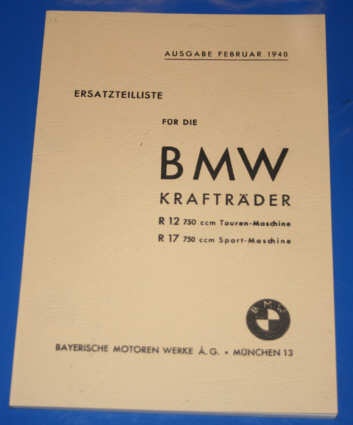 AUSGABE FEBRUAR 1940
ERSATZTEILLISTE
FÜR DIE
BMW
KRAFTRÄDER
R 12 750 ccm Touren-Maschine
R 17 750 ccm Sport-Maschine
BMW
BAYERISCHE MOTOREN WERKE A.G. • MÜNCHEN 13